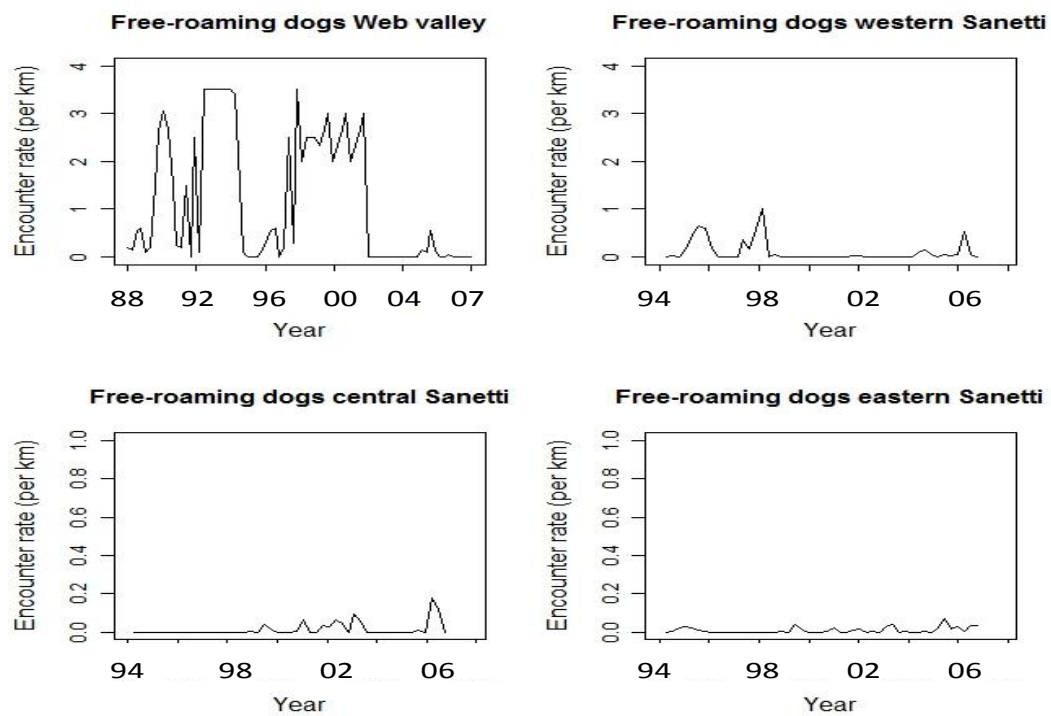 Free-roaming dogs Web valley
Encounter rate (per km)
4
3
2
1
0
88 92 96 00 04 07
Year
Free-roaming dogs western Sanetti
Encounter rate (per km)
4
3
2
1
0
94 98 02 06
Year
Free-roaming dogs central Sanetti
Encounter rate (per km)
1.0
0.8
0.6
0.4
0.2
0.0
94 98 02 06
Year
Free-roaming dogs eastern Sanetti
Encounter rate (per km)
1.0
0.8
0.6
0.4
0.2
0.0
94 98 02 06
Year